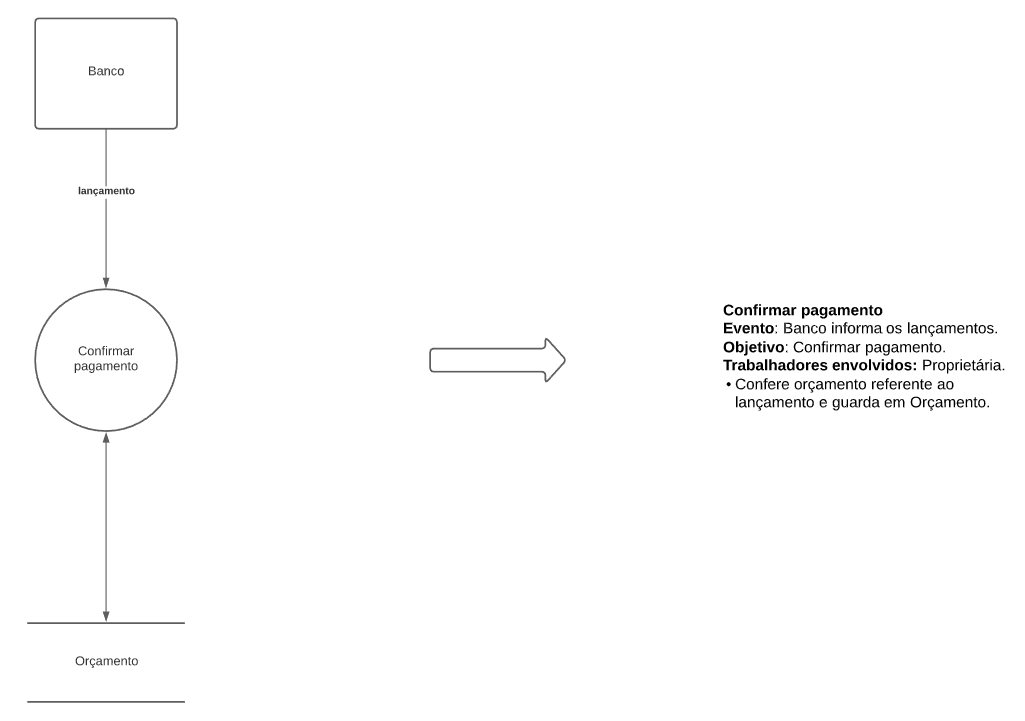 Banco
lançamento
Confirmar
pagamento
Orçamento
Confirmar pagamento
Evento: Banco informa os lançamentos.
Objetivo: Confirmar pagamento.
Trabalhadores envolvidos: Proprietária.
• Confere orçamento referente ao
lançamento e guarda em Orçamento.